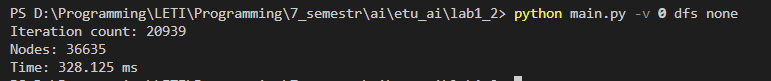 PS D:\Programming\LETI\Programming\7_semestr\ai\etu_ai\lab1_2> python main.py -v 0 dfs none
Iteration count: 20939
Nodes: 36635
Time: 328.125 ms